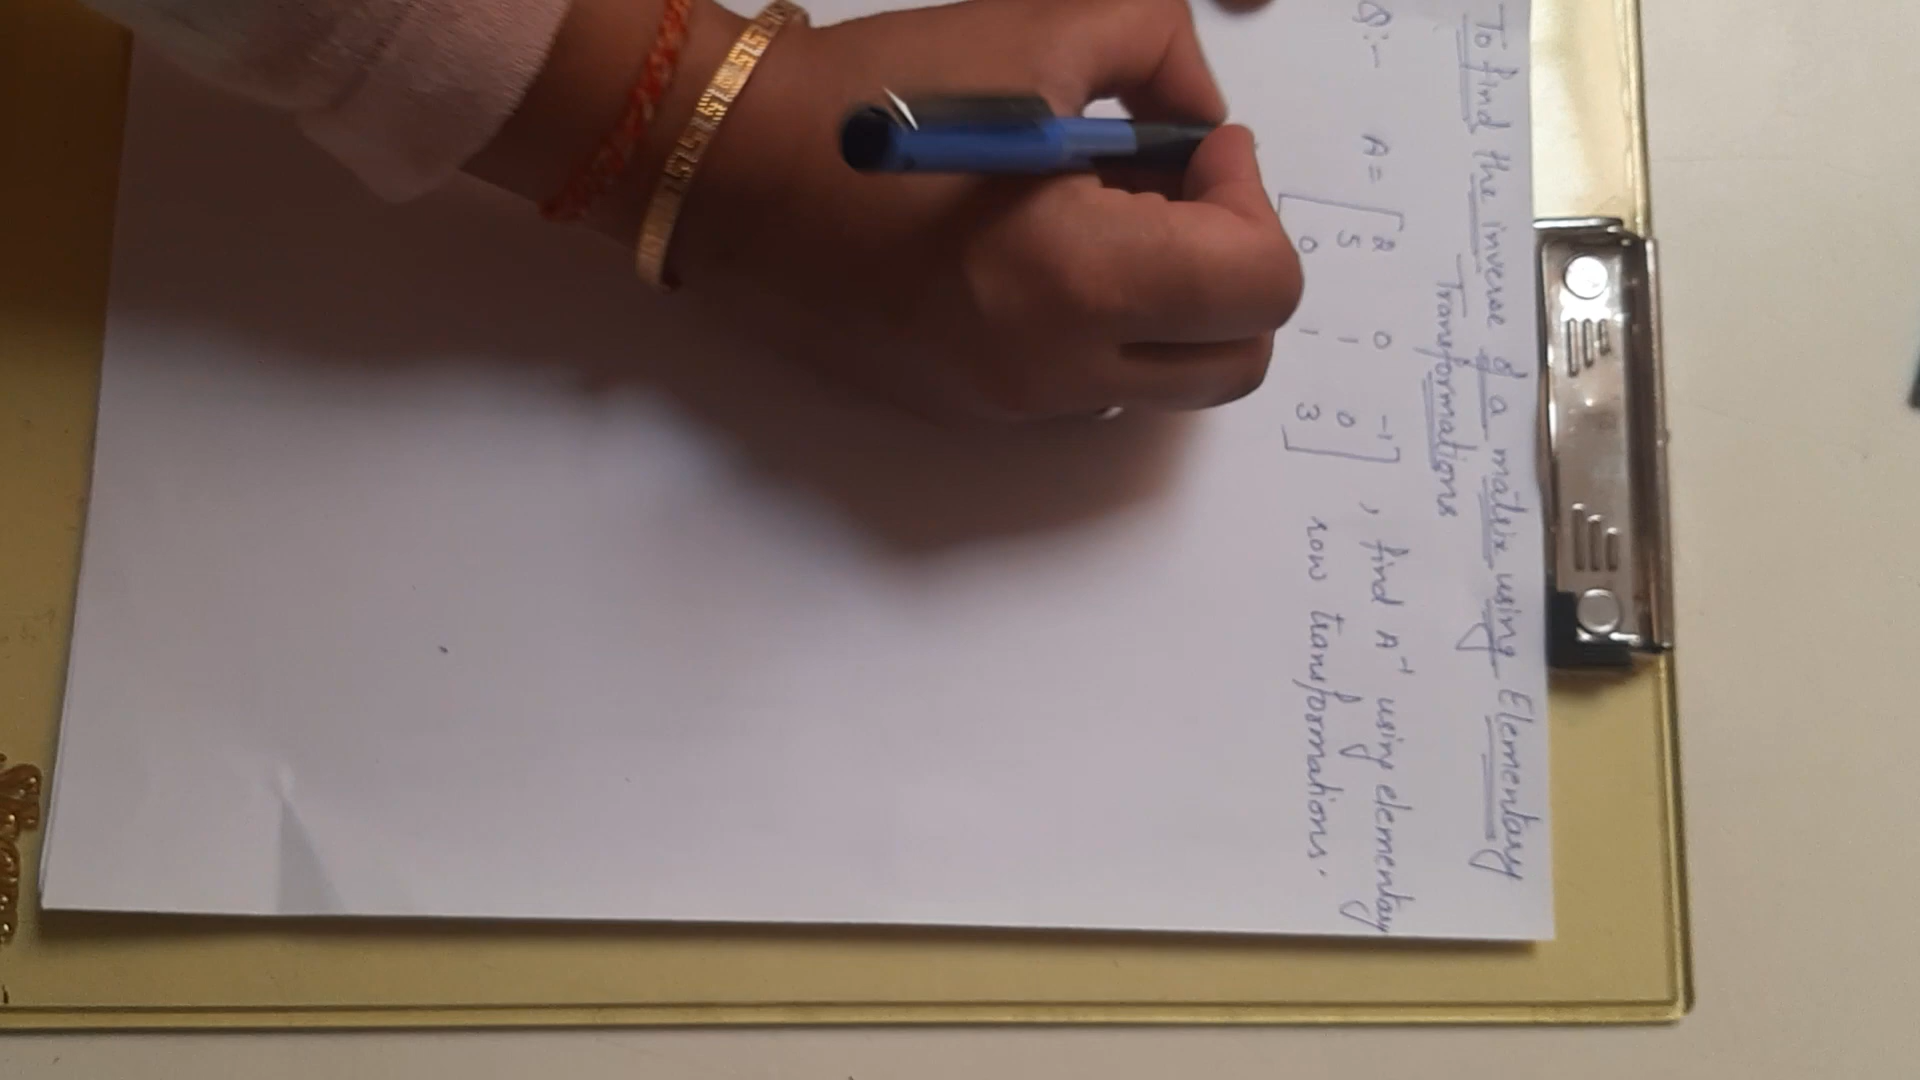 To find the inverse of a matrix using Elementary
Transformations
Q:- A = [2 0 -1
5 1 0
0 1 3] , find A⁻¹ using elementary
row transformations.